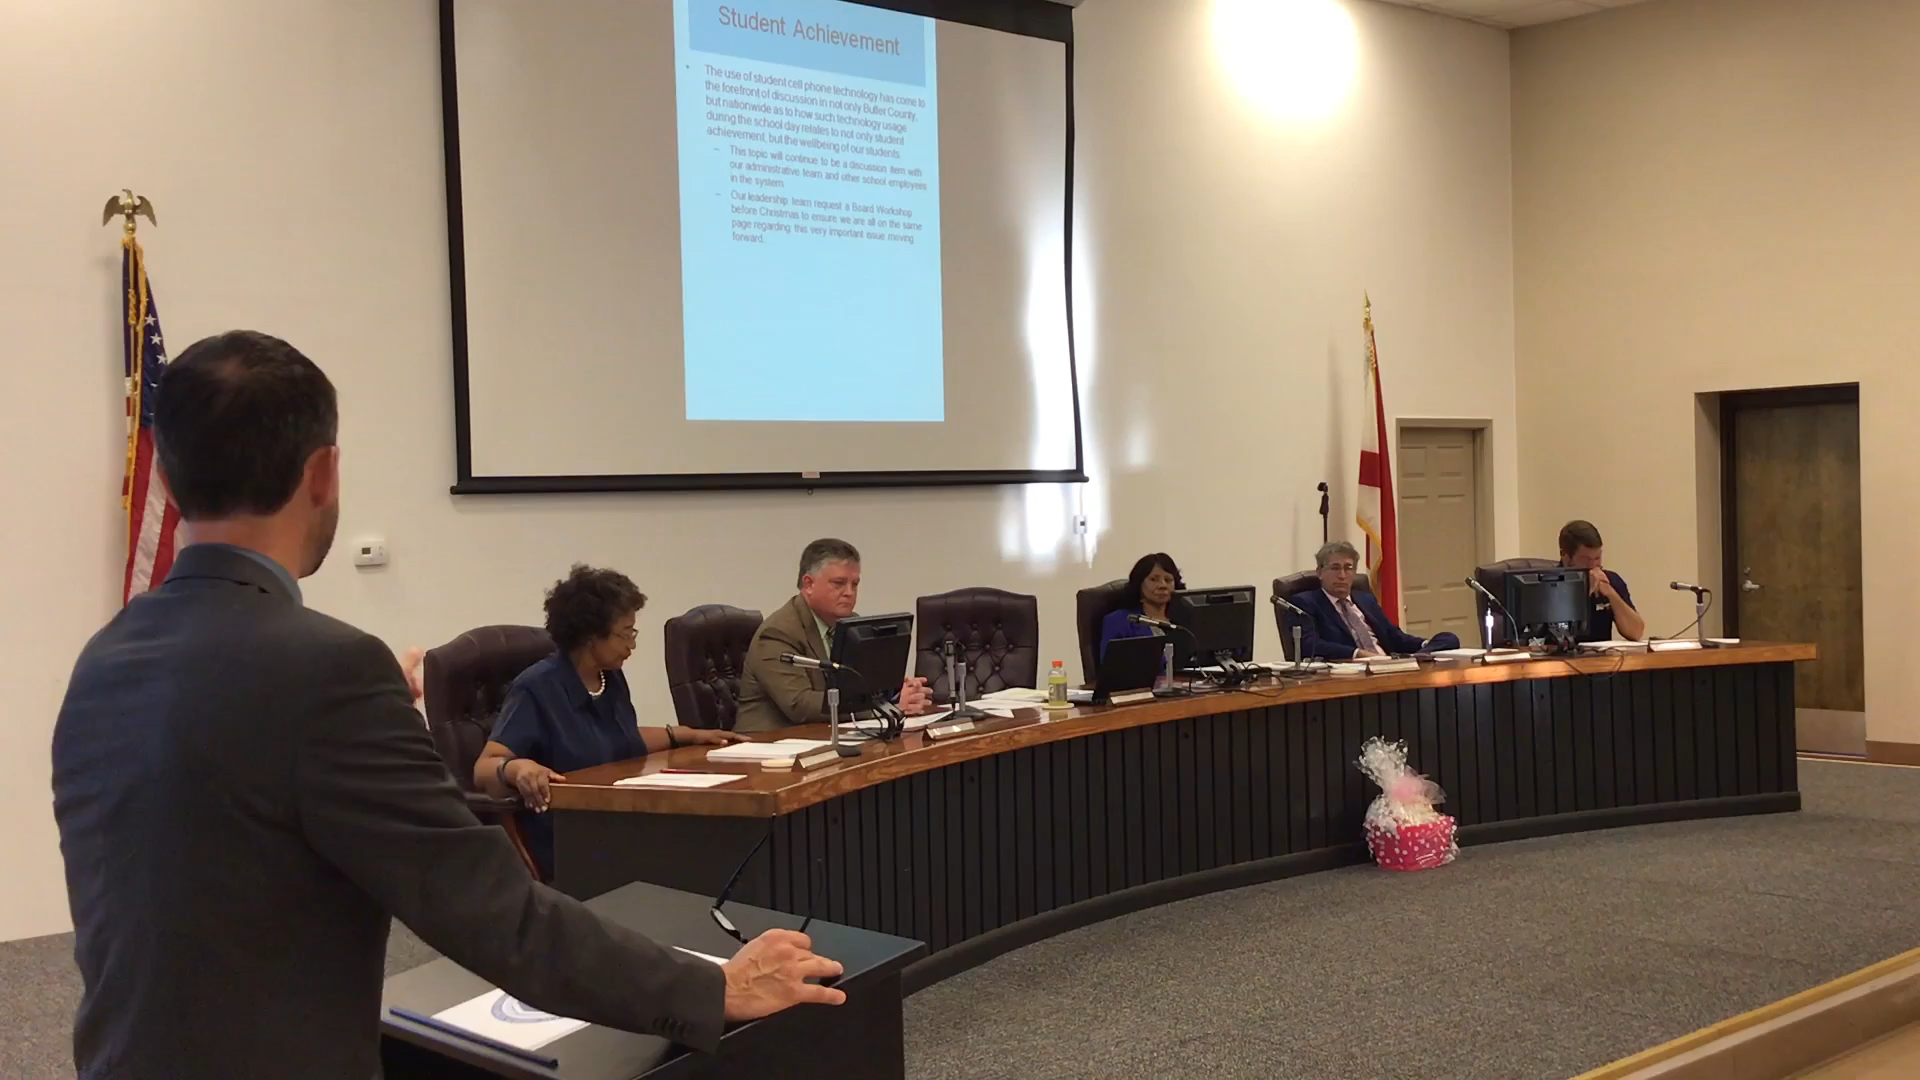 Student Achievement
• The use of student cell phone technology has come to
the forefront of discussion in not only Butler County,
but nationwide as to how such technology usage
during the school day relates to not only student
achievement, but the wellbeing of our students.
– This topic will continue to be a discussion item with
our administrative team and other school employees
in the system.
– Our leadership team request a Board Workshop
before Christmas to ensure we are all on the same
page regarding this very important issue moving
forward.